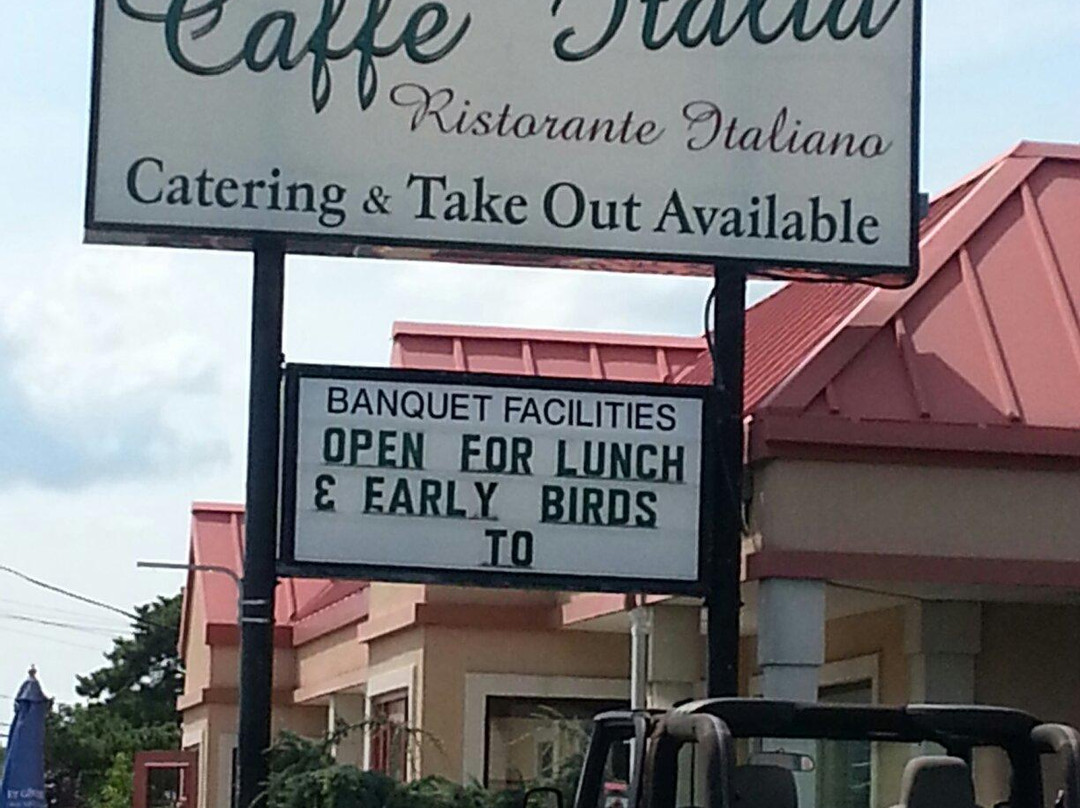 Caffe Italia
Ristorante Italiano
Catering & Take Out Available
BANQUET FACILITIES
OPEN FOR LUNCH
& EARLY BIRDS
TO